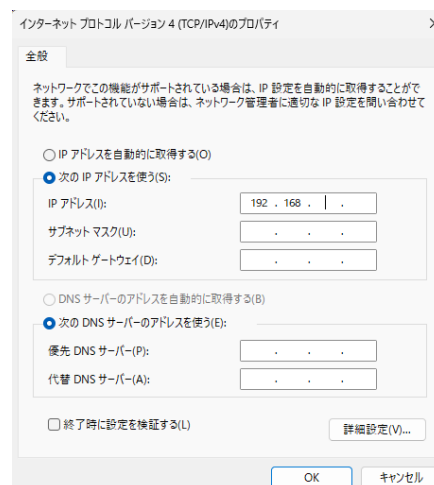 インターネット プロトコル バージョン 4 (TCP/IPv4)のプロパティ
全般
ネットワークでこの機能がサポートされている場合は、IP 設定を自動的に取得することがで
きます。サポートされていない場合は、ネットワーク管理者に適切な IP 設定を問い合わせて
ください。
IP アドレスを自動的に取得する(O)
次の IP アドレスを使う(S):
IP アドレス(I): 192 . 168 . .
サブネット マスク(U): . . .
デフォルト ゲートウェイ(D): . . .
DNS サーバーのアドレスを自動的に取得する(B)
次の DNS サーバーのアドレスを使う(E):
優先 DNS サーバー(P): . . .
代替 DNS サーバー(A): . . .
終了時に設定を検証する(L)
詳細設定(V)...
OK キャンセル